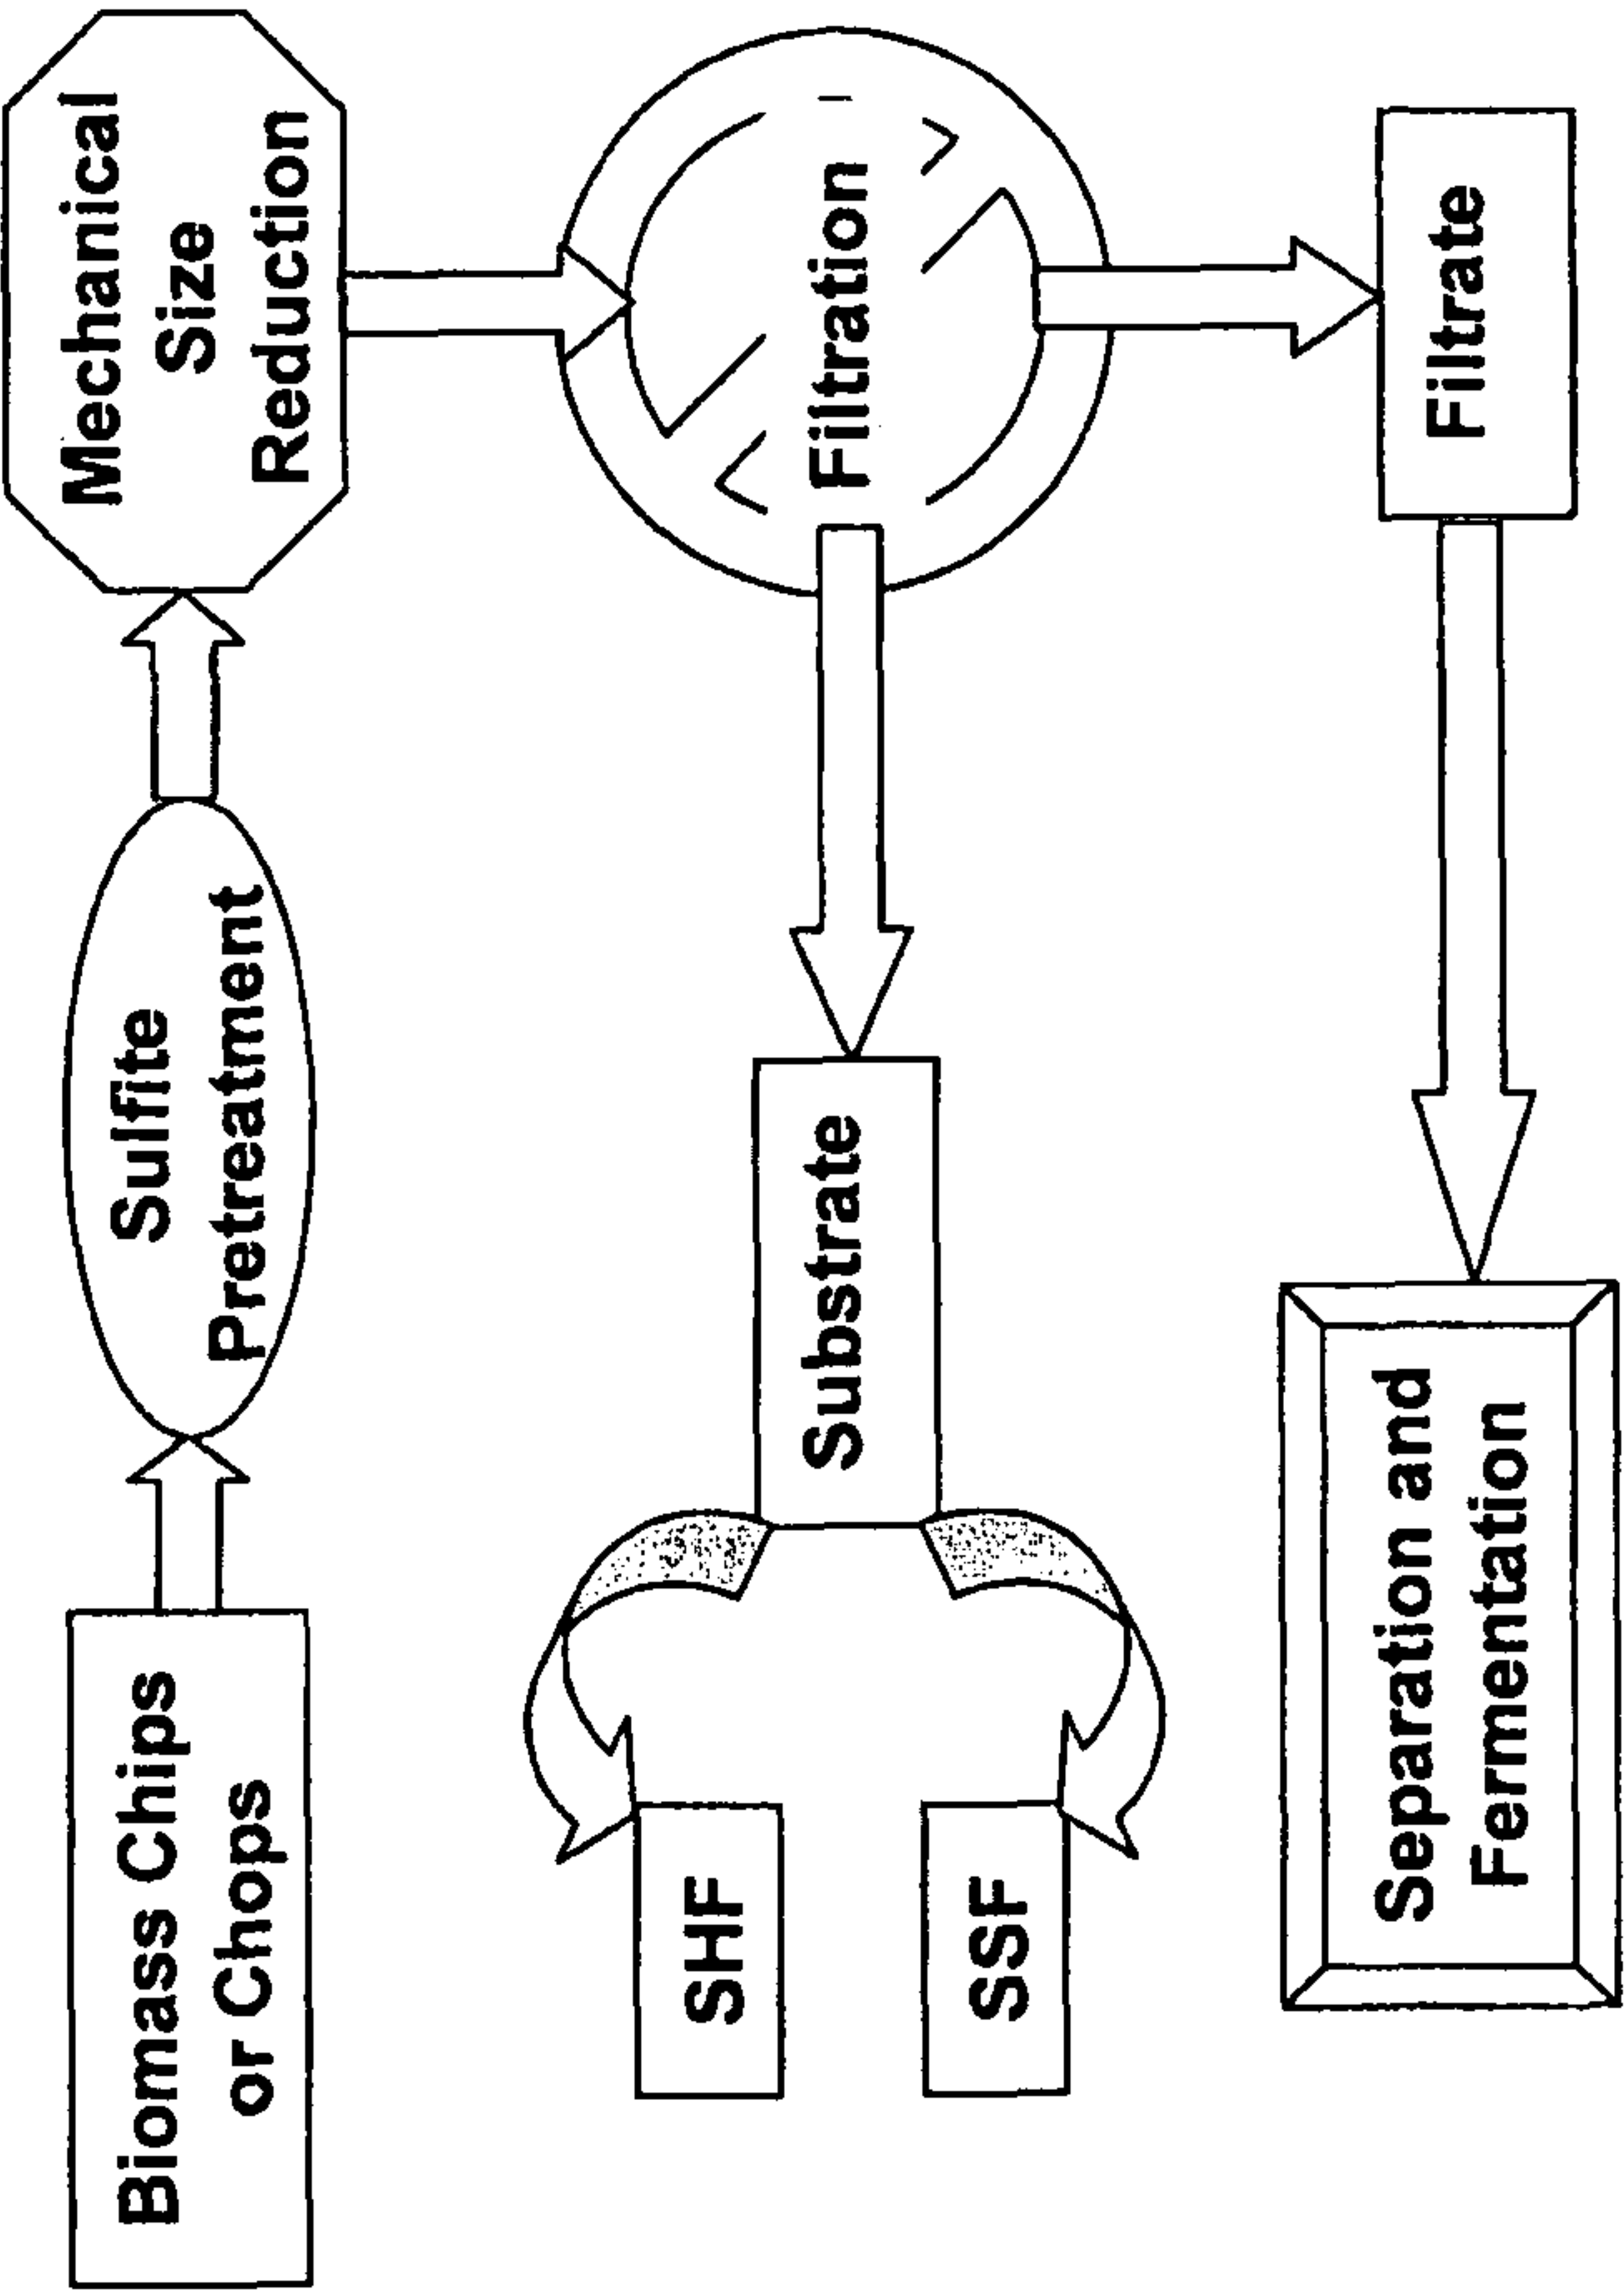 Biomass Chips
or Chops
Sulfite
Pretreatment
Mechanical
Size
Reduction
Filtration
Substrate
SHF
SSF
Filtrate
Separation and
Fermentation